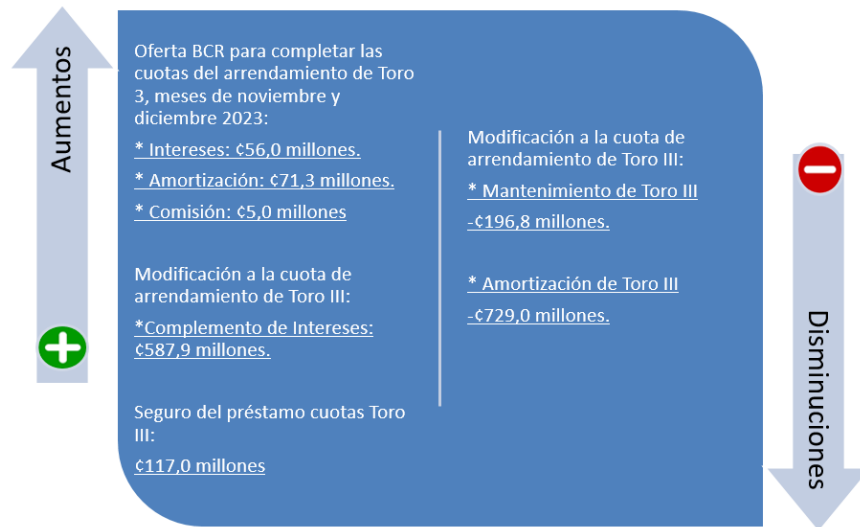 Aumentos
Oferta BCR para completar las
cuotas del arrendamiento de Toro
3, meses de noviembre y
diciembre 2023:
* Intereses: ¢56,0 millones.
* Amortización: ¢71,3 millones.
* Comisión: ¢5,0 millones
Modificación a la cuota de
arrendamiento de Toro III:
*Complemento de Intereses:
¢587,9 millones.
Seguro del préstamo cuotas Toro
III:
¢117,0 millones
Modificación a la cuota de
arrendamiento de Toro III:
* Mantenimiento de Toro III
-¢196,8 millones.
* Amortización de Toro III
-¢729,0 millones.
Disminuciones